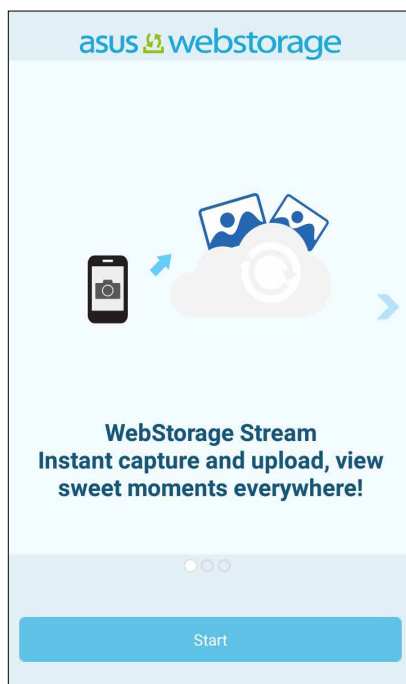 asus webstorage
WebStorage Stream
Instant capture and upload, view
sweet moments everywhere!
Start